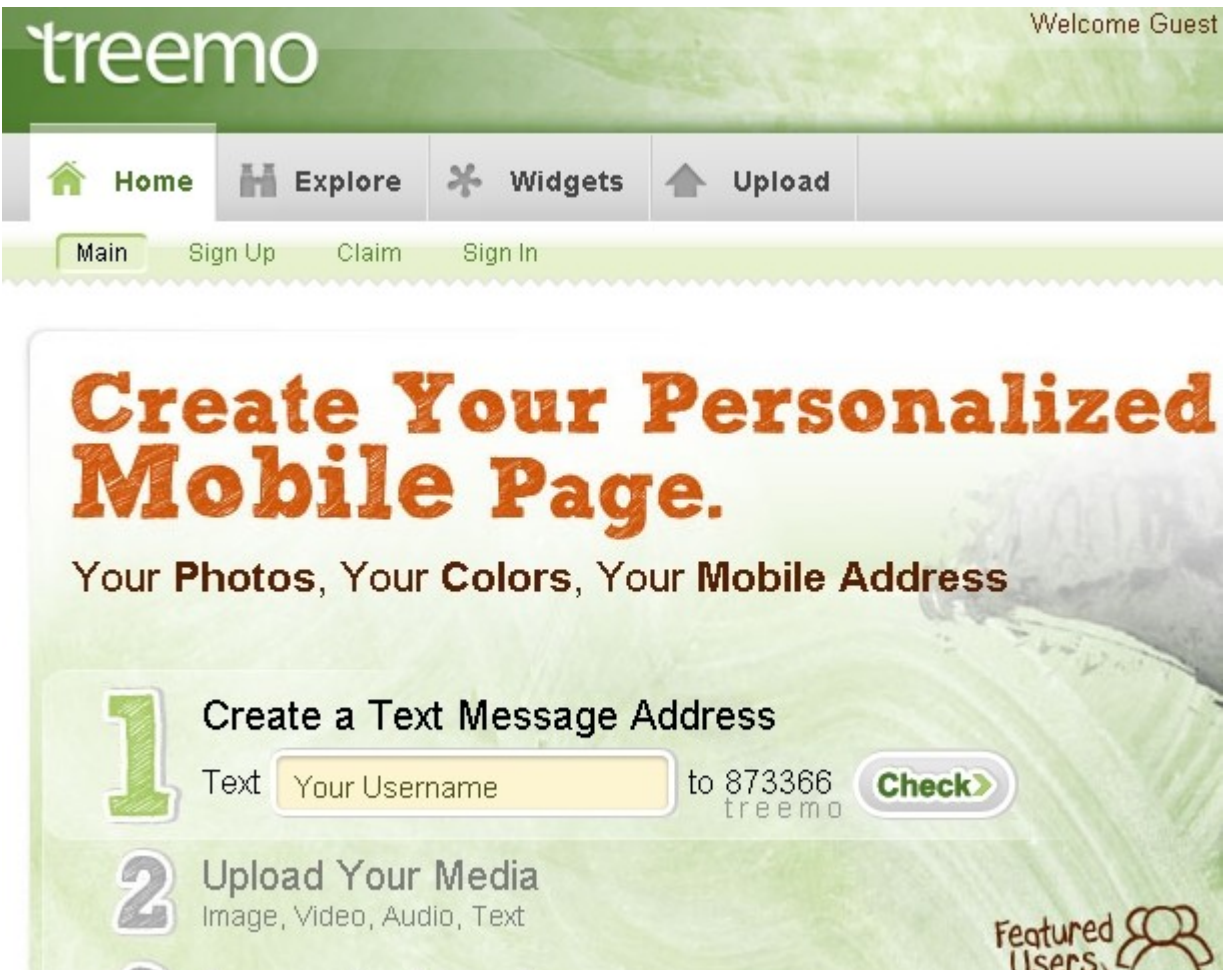 treemo
Welcome Guest
Home Explore Widgets Upload
Main Sign Up Claim Sign In
Create Your Personalized
Mobile Page.
Your Photos, Your Colors, Your Mobile Address
1 Create a Text Message Address
Text Your Username to 873366 Check
treemo
2 Upload Your Media
Image, Video, Audio, Text
Featured
Users